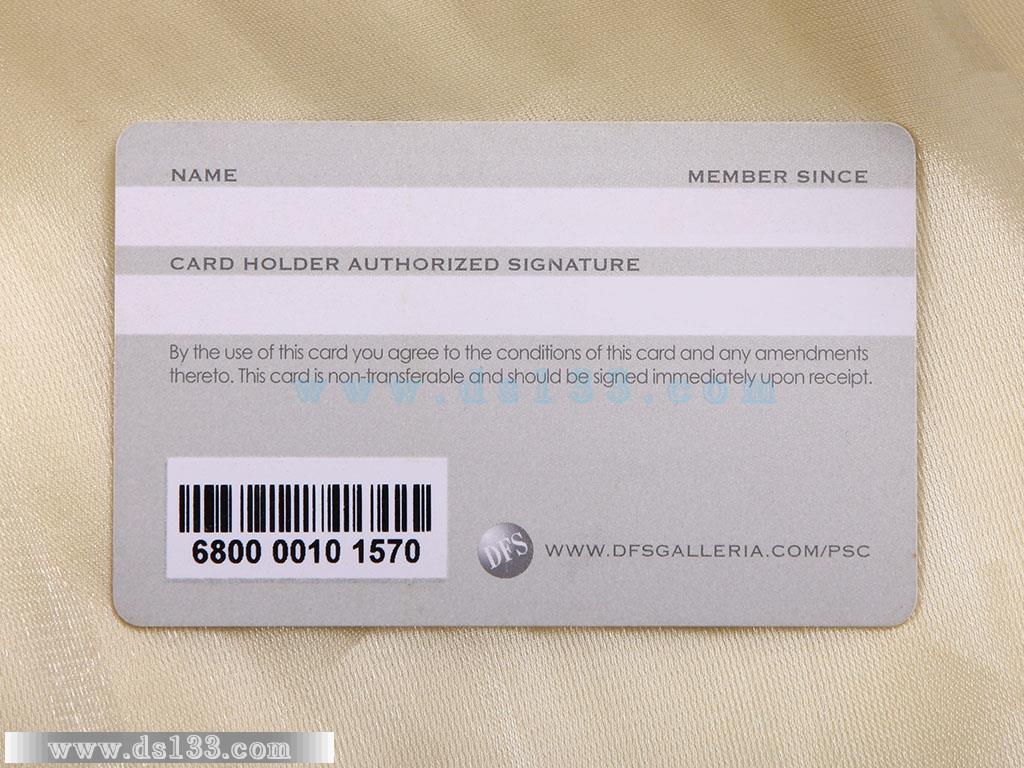 NAME MEMBER SINCE
CARD HOLDER AUTHORIZED SIGNATURE
By the use of this card you agree to the conditions of this card and any amendments
thereto. This card is non-transferable and should be signed immediately upon receipt.
www.ds133.com
6800 0010 1570
DFS WWW.DFSGALLERIA.COM/PSC
www.ds133.com